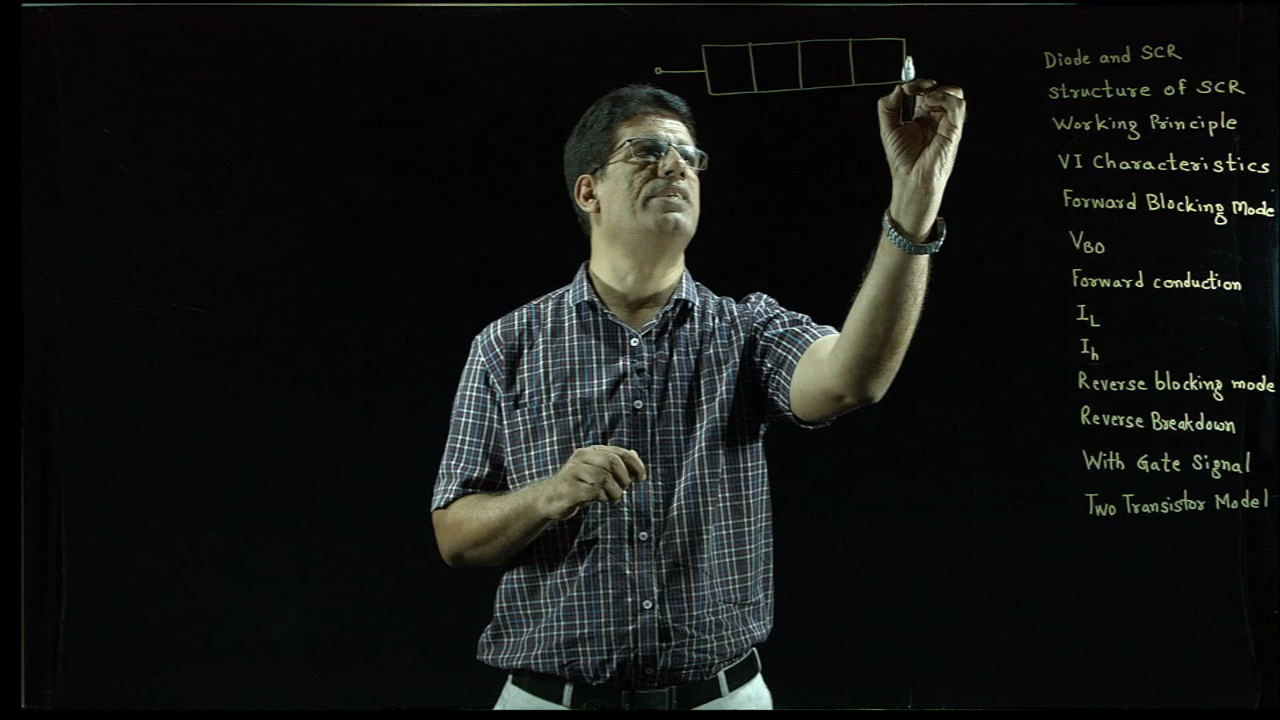 Diode and SCR
Structure of SCR
Working Principle
VI Characteristics
Forward Blocking Mode
VBO
Forward conduction
IL
Ih
Reverse blocking mode
Reverse Breakdown
With Gate Signal
Two Transistor Model